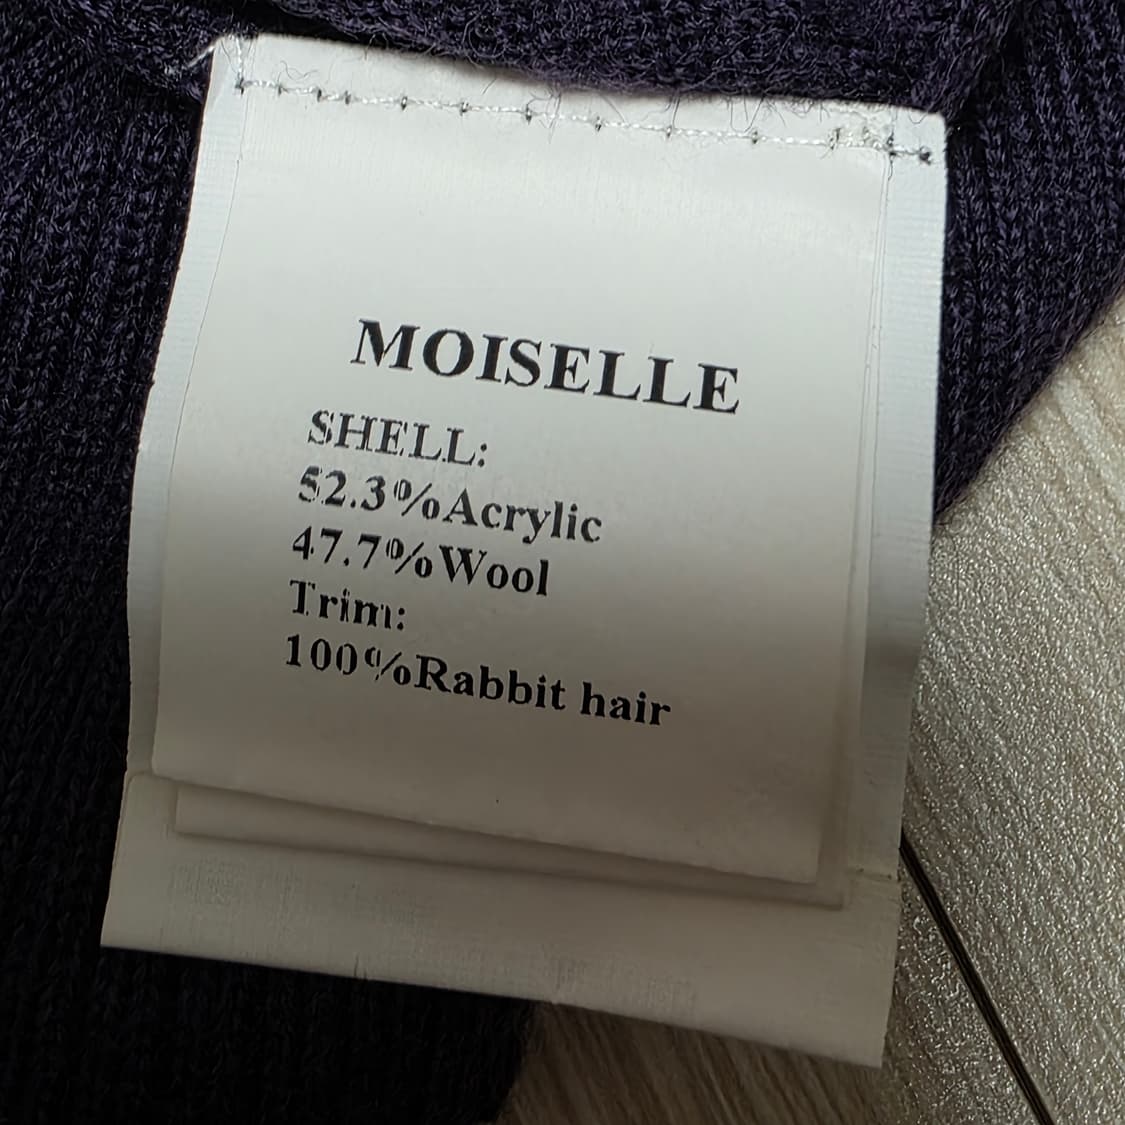 MOISELLE
SHELL:
52.3%Acrylic
47.7%Wool
Trim:
100%Rabbit hair